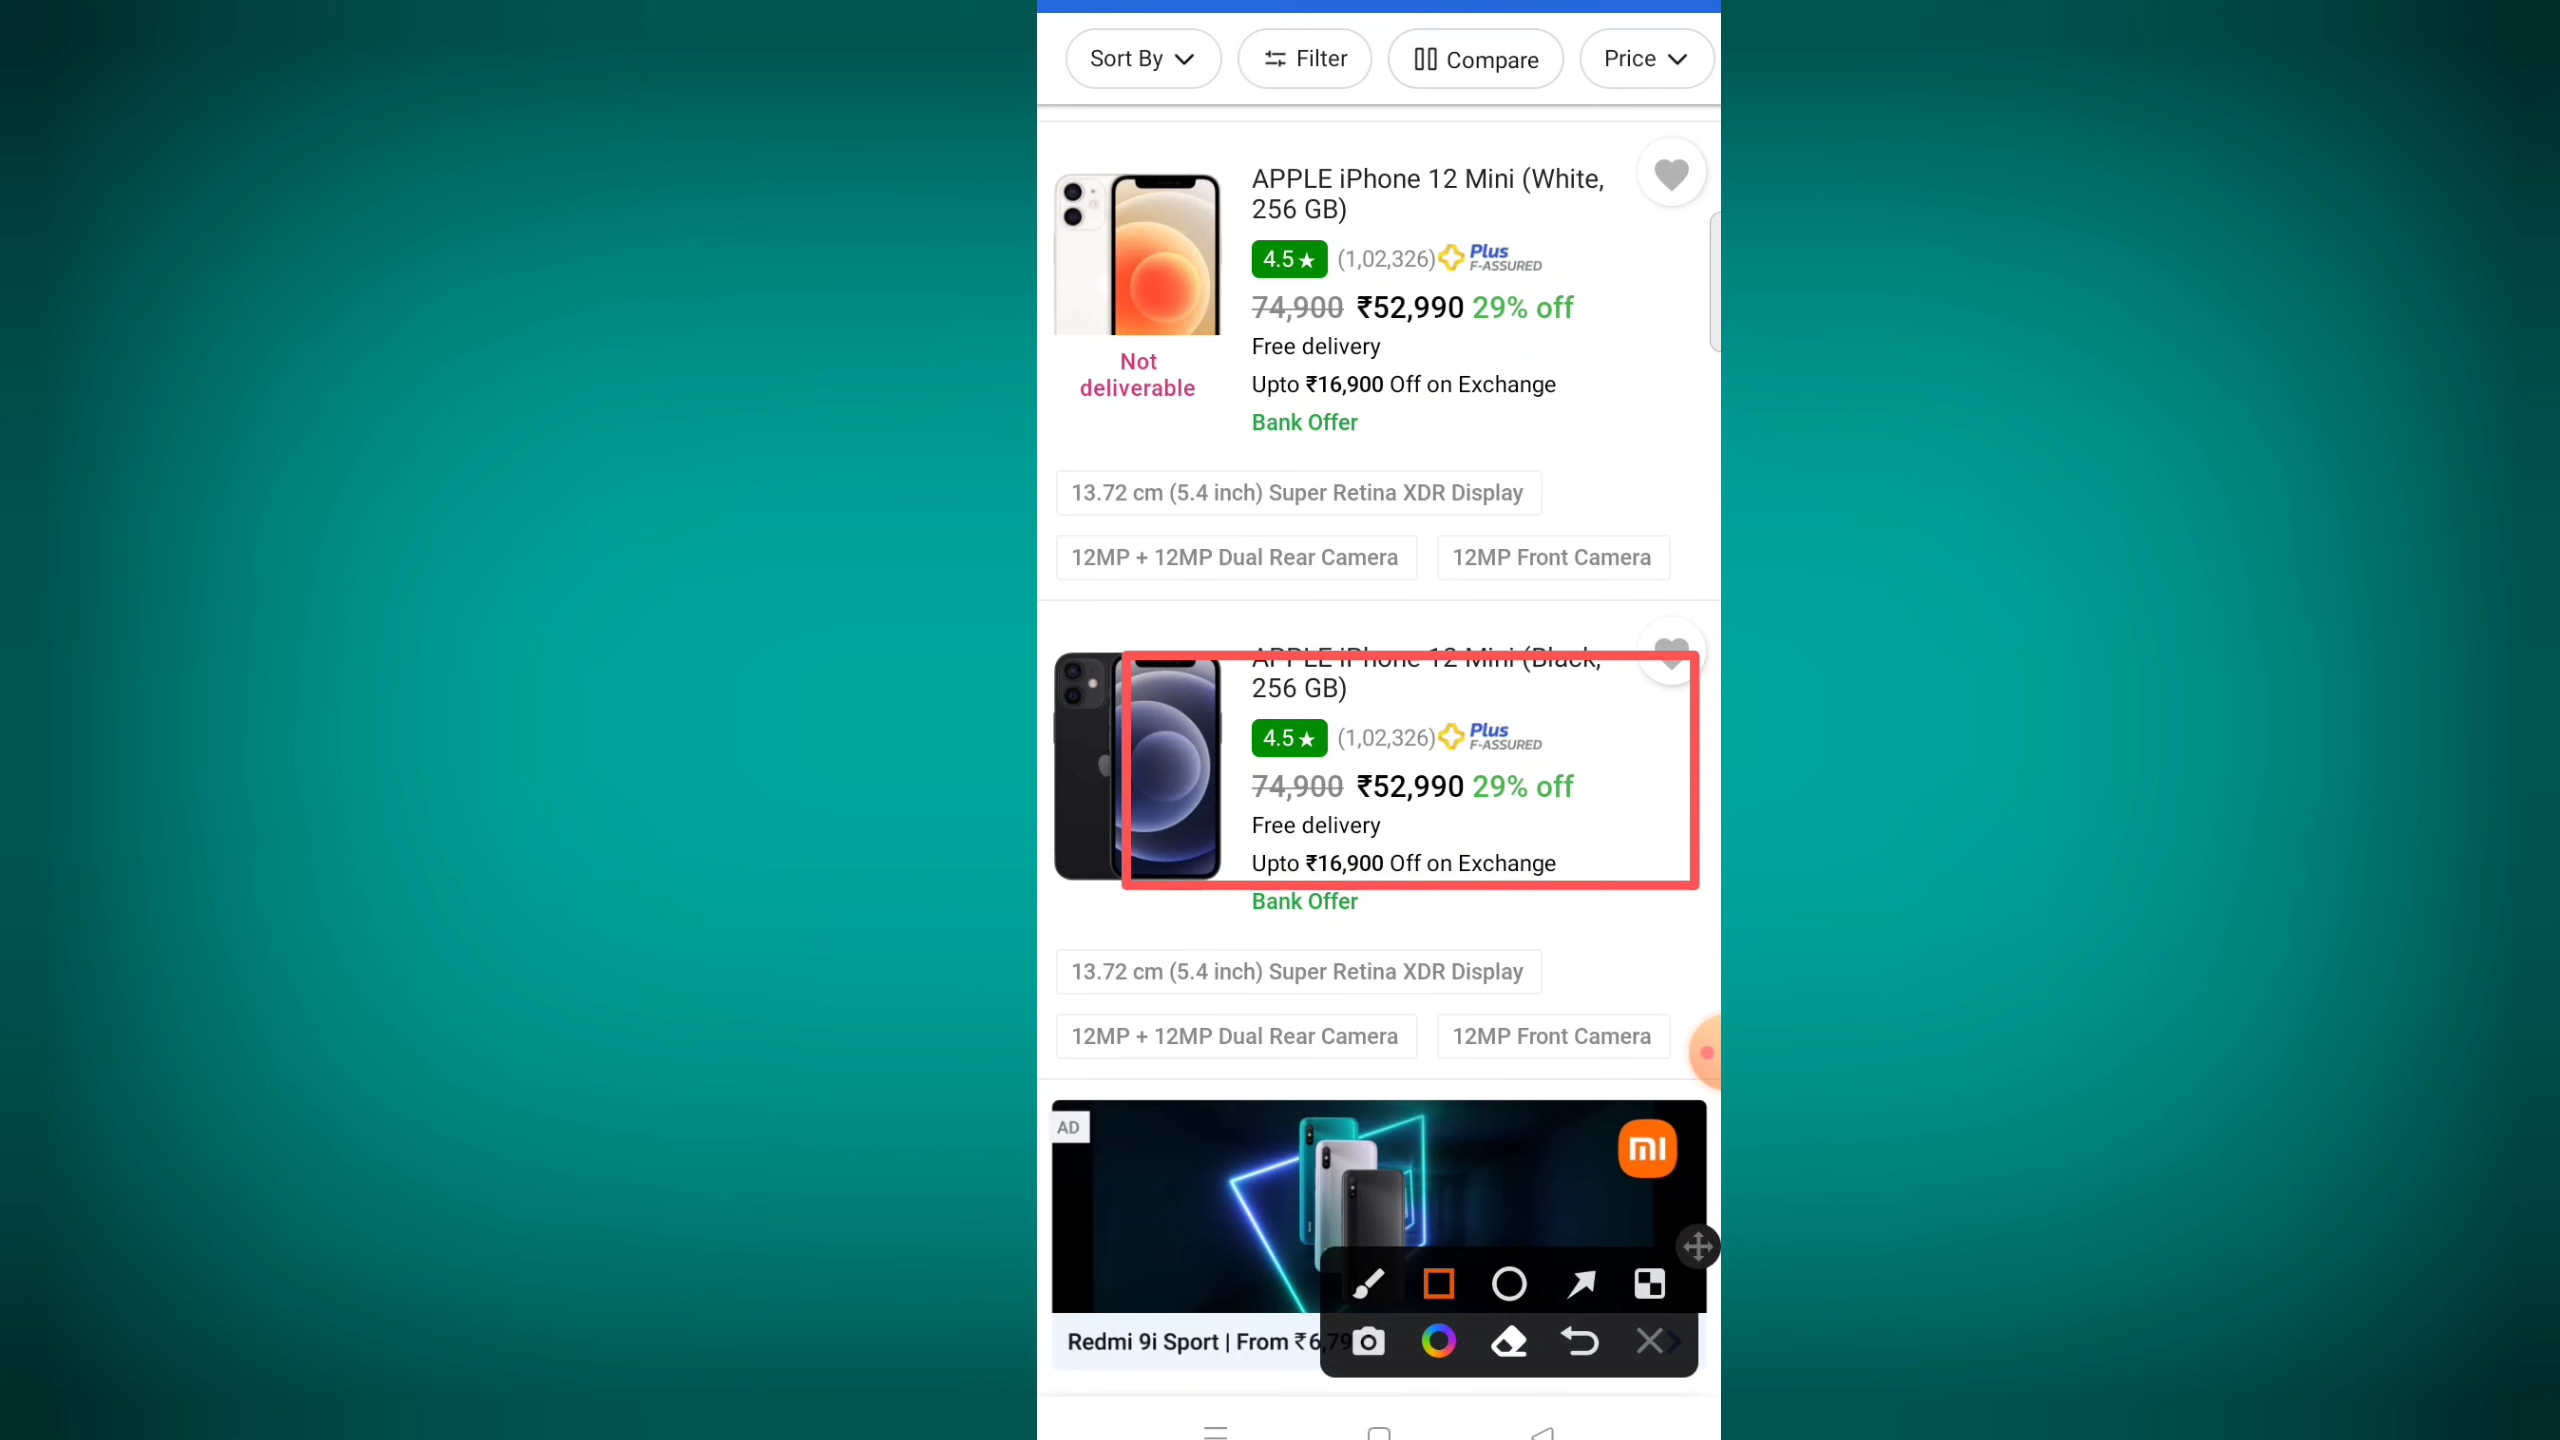 Sort By Filter Compare Price
APPLE iPhone 12 Mini (White,
256 GB)
4.5★ (1,02,326) Plus
F-ASSURED
74,900 ₹52,990 29% off
Free delivery
Upto ₹16,900 Off on Exchange
Bank Offer
Not
deliverable
13.72 cm (5.4 inch) Super Retina XDR Display
12MP + 12MP Dual Rear Camera 12MP Front Camera
APPLE iPhone 12 Mini (Black,
256 GB)
4.5★ (1,02,326) Plus
F-ASSURED
74,900 ₹52,990 29% off
Free delivery
Upto ₹16,900 Off on Exchange
Bank Offer
13.72 cm (5.4 inch) Super Retina XDR Display
12MP + 12MP Dual Rear Camera 12MP Front Camera
AD
mi
Redmi 9i Sport | From ₹6,79